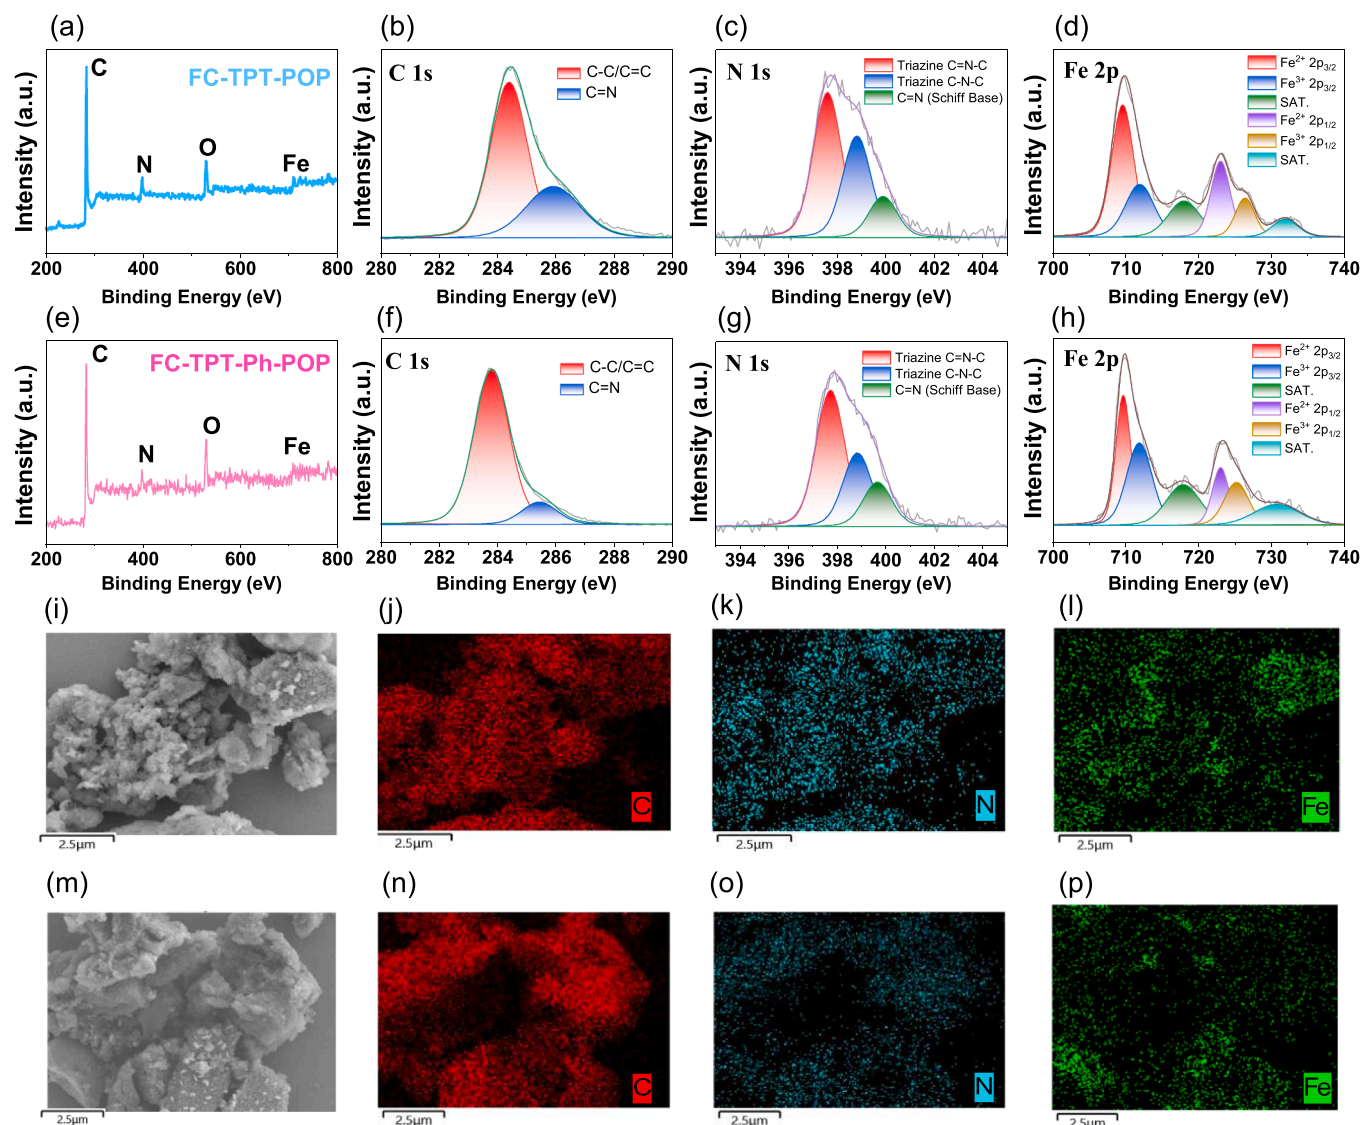 (a)
(b)
(c)
(d)
Intensity (a.u.)
C
FC-TPT-POP
N
O
Fe
200 400 600 800
Binding Energy (eV)
Intensity (a.u.)
C 1s
C-C/C=C
C=N
280 282 284 286 288 290
Binding Energy (eV)
Intensity (a.u.)
N 1s
Triazine C=N-C
Triazine C-N-C
C=N (Schiff Base)
394 396 398 400 402 404
Binding Energy (eV)
Intensity (a.u.)
Fe 2p
Fe²⁺ 2p₃/₂
Fe³⁺ 2p₃/₂
SAT.
Fe²⁺ 2p₁/₂
Fe³⁺ 2p₁/₂
SAT.
700 710 720 730 740
Binding Energy (eV)
(e)
(f)
(g)
(h)
Intensity (a.u.)
C
FC-TPT-Ph-POP
N
O
Fe
200 400 600 800
Binding Energy (eV)
Intensity (a.u.)
C 1s
C-C/C=C
C=N
280 282 284 286 288 290
Binding Energy (eV)
Intensity (a.u.)
N 1s
Triazine C=N-C
Triazine C-N-C
C=N (Schiff Base)
394 396 398 400 402 404
Binding Energy (eV)
Intensity (a.u.)
Fe 2p
Fe²⁺ 2p₃/₂
Fe³⁺ 2p₃/₂
SAT.
Fe²⁺ 2p₁/₂
Fe³⁺ 2p₁/₂
SAT.
700 710 720 730 740
Binding Energy (eV)
(i)
(j)
(k)
(l)
2.5μm
C
2.5μm
N
2.5μm
Fe
2.5μm
(m)
(n)
(o)
(p)
2.5μm
C
2.5μm
N
2.5μm
Fe
2.5μm